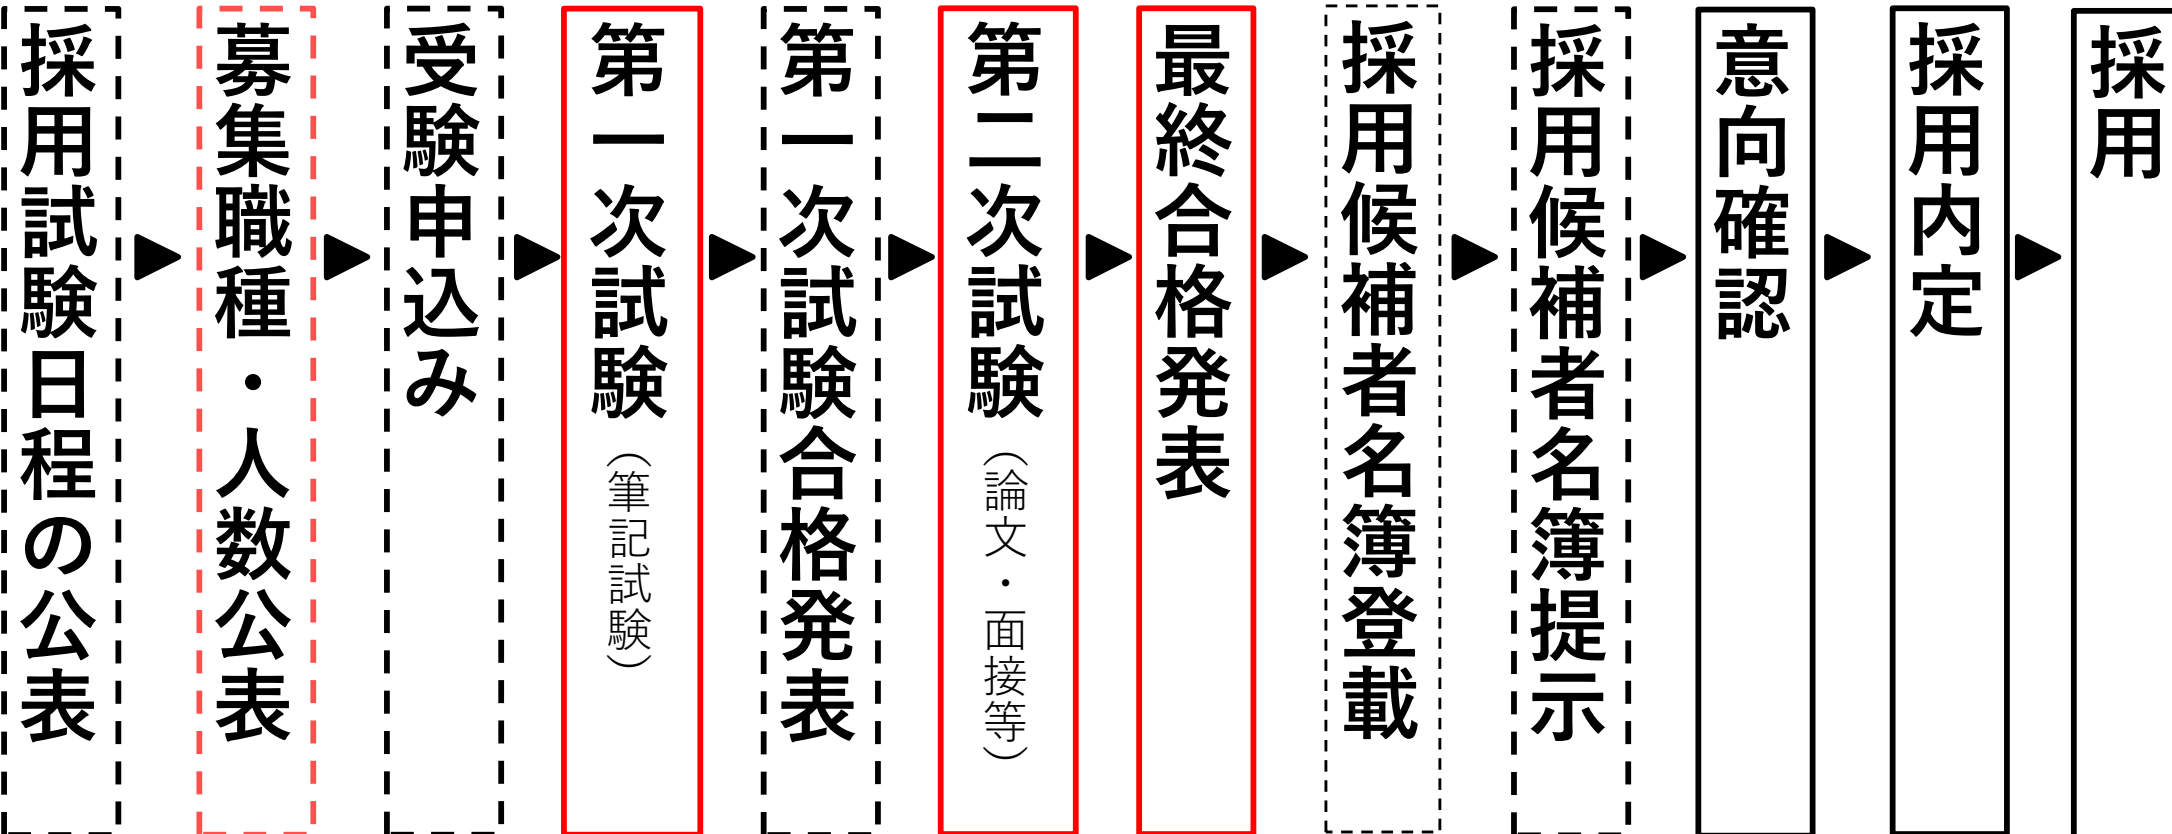 採用試験日程の公表
募集職種・人数公表
受験申込み
第一次試験（筆記試験）
第一次試験合格発表
第二次試験（論文・面接等）
最終合格発表
採用候補者名簿登載
採用候補者名簿提示
意向確認
採用内定
採用